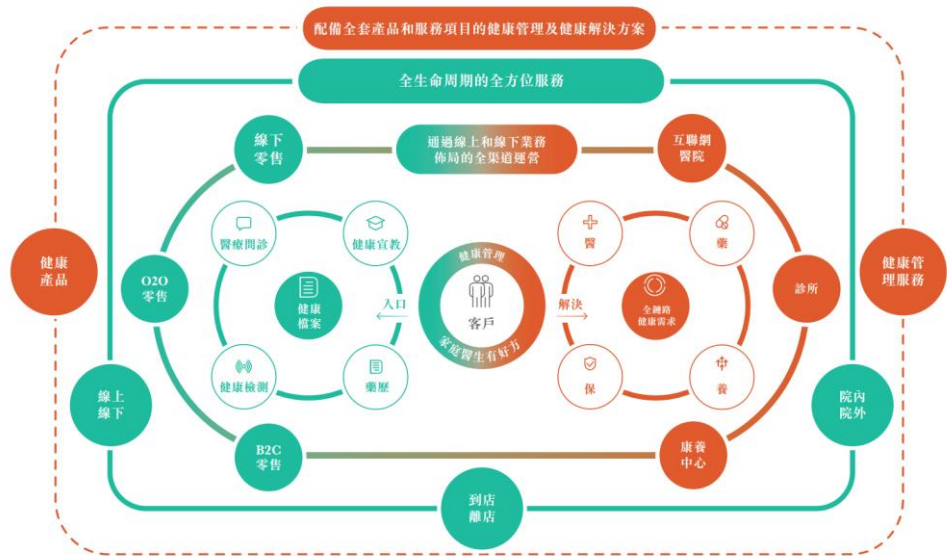 配備全套產品和服務項目的健康管理及健康解決方案
全生命周期的全方位服務
線下
零售
通過線上和線下業務
佈局的全渠道運營
互聯網
醫院
醫療問診
健康宣教
醫
藥
健康
產品
O2O
零售
健康
檔案
入口
健康管理
客戶
家庭醫生有好方
解決
全鏈路
健康需求
診所
健康管
理服務
健康檢測
藥歷
保
養
線上
線下
院內
院外
B2C
零售
康養
中心
到店
離店